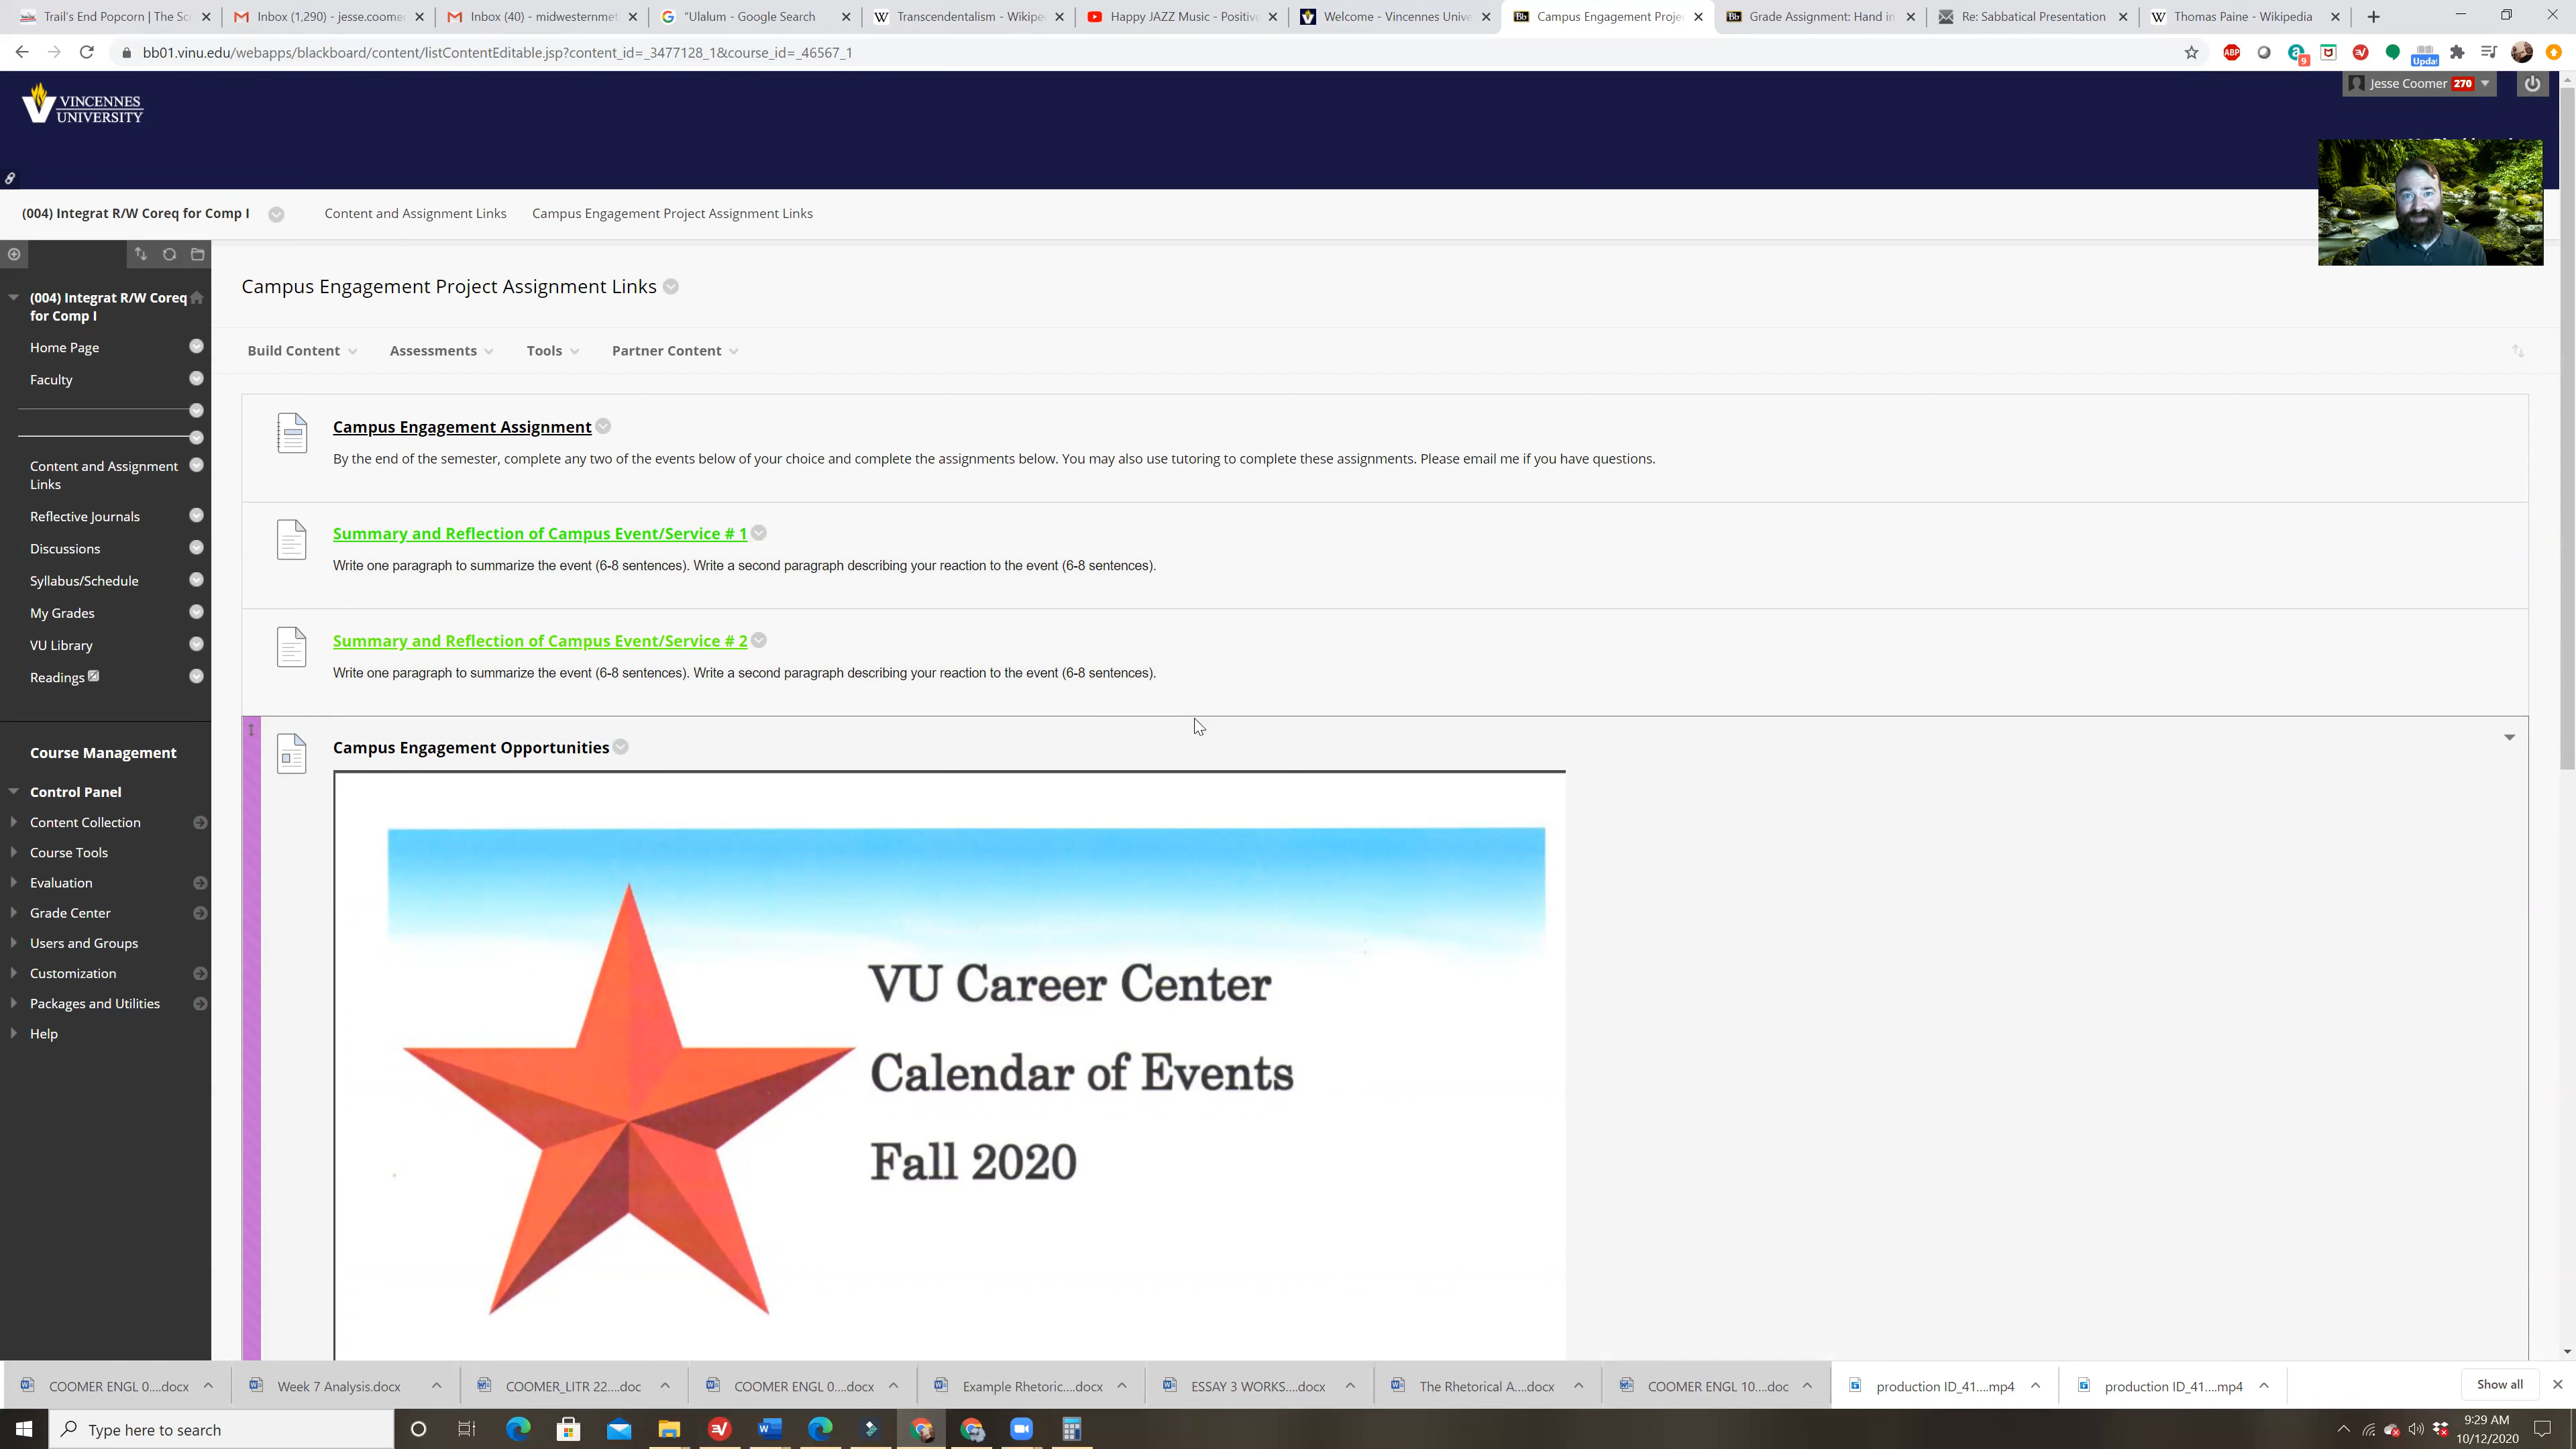 Trail's End Popcorn | The Sc
Inbox (1,290) - jesse.coomer
Inbox (40) - midwesternmet
"Ulalum - Google Search
Transcendentalism - Wikipe
Happy JAZZ Music - Positive
Welcome - Vincennes Unive
Campus Engagement Projec
Grade Assignment: Hand in
Re: Sabbatical Presentation
Thomas Paine - Wikipedia
bb01.vinu.edu/webapps/blackboard/content/listContentEditable.jsp?content_id=_3477128_1&course_id=_46567_1
ABP
9
Updat
VINCENNES
UNIVERSITY
Jesse Coomer 270
(004) Integrat R/W Coreq for Comp I
Content and Assignment Links
Campus Engagement Project Assignment Links
(004) Integrat R/W Coreq
for Comp I
Home Page
Faculty
Content and Assignment
Links
Reflective Journals
Discussions
Syllabus/Schedule
My Grades
VU Library
Readings
Course Management
Control Panel
Content Collection
Course Tools
Evaluation
Grade Center
Users and Groups
Customization
Packages and Utilities
Help
Campus Engagement Project Assignment Links
Build Content
Assessments
Tools
Partner Content
Campus Engagement Assignment
By the end of the semester, complete any two of the events below of your choice and complete the assignments below. You may also use tutoring to complete these assignments. Please email me if you have questions.
Summary and Reflection of Campus Event/Service # 1
Write one paragraph to summarize the event (6-8 sentences). Write a second paragraph describing your reaction to the event (6-8 sentences).
Summary and Reflection of Campus Event/Service # 2
Write one paragraph to summarize the event (6-8 sentences). Write a second paragraph describing your reaction to the event (6-8 sentences).
Campus Engagement Opportunities
VU Career Center
Calendar of Events
Fall 2020
COOMER ENGL 0....docx
Week 7 Analysis.docx
COOMER_LITR 22....doc
COOMER ENGL 0....docx
Example Rhetoric....docx
ESSAY 3 WORKS....docx
The Rhetorical A....docx
COOMER ENGL 10....doc
production ID_41....mp4
production ID_41....mp4
Show all
Type here to search
9:29 AM
10/12/2020